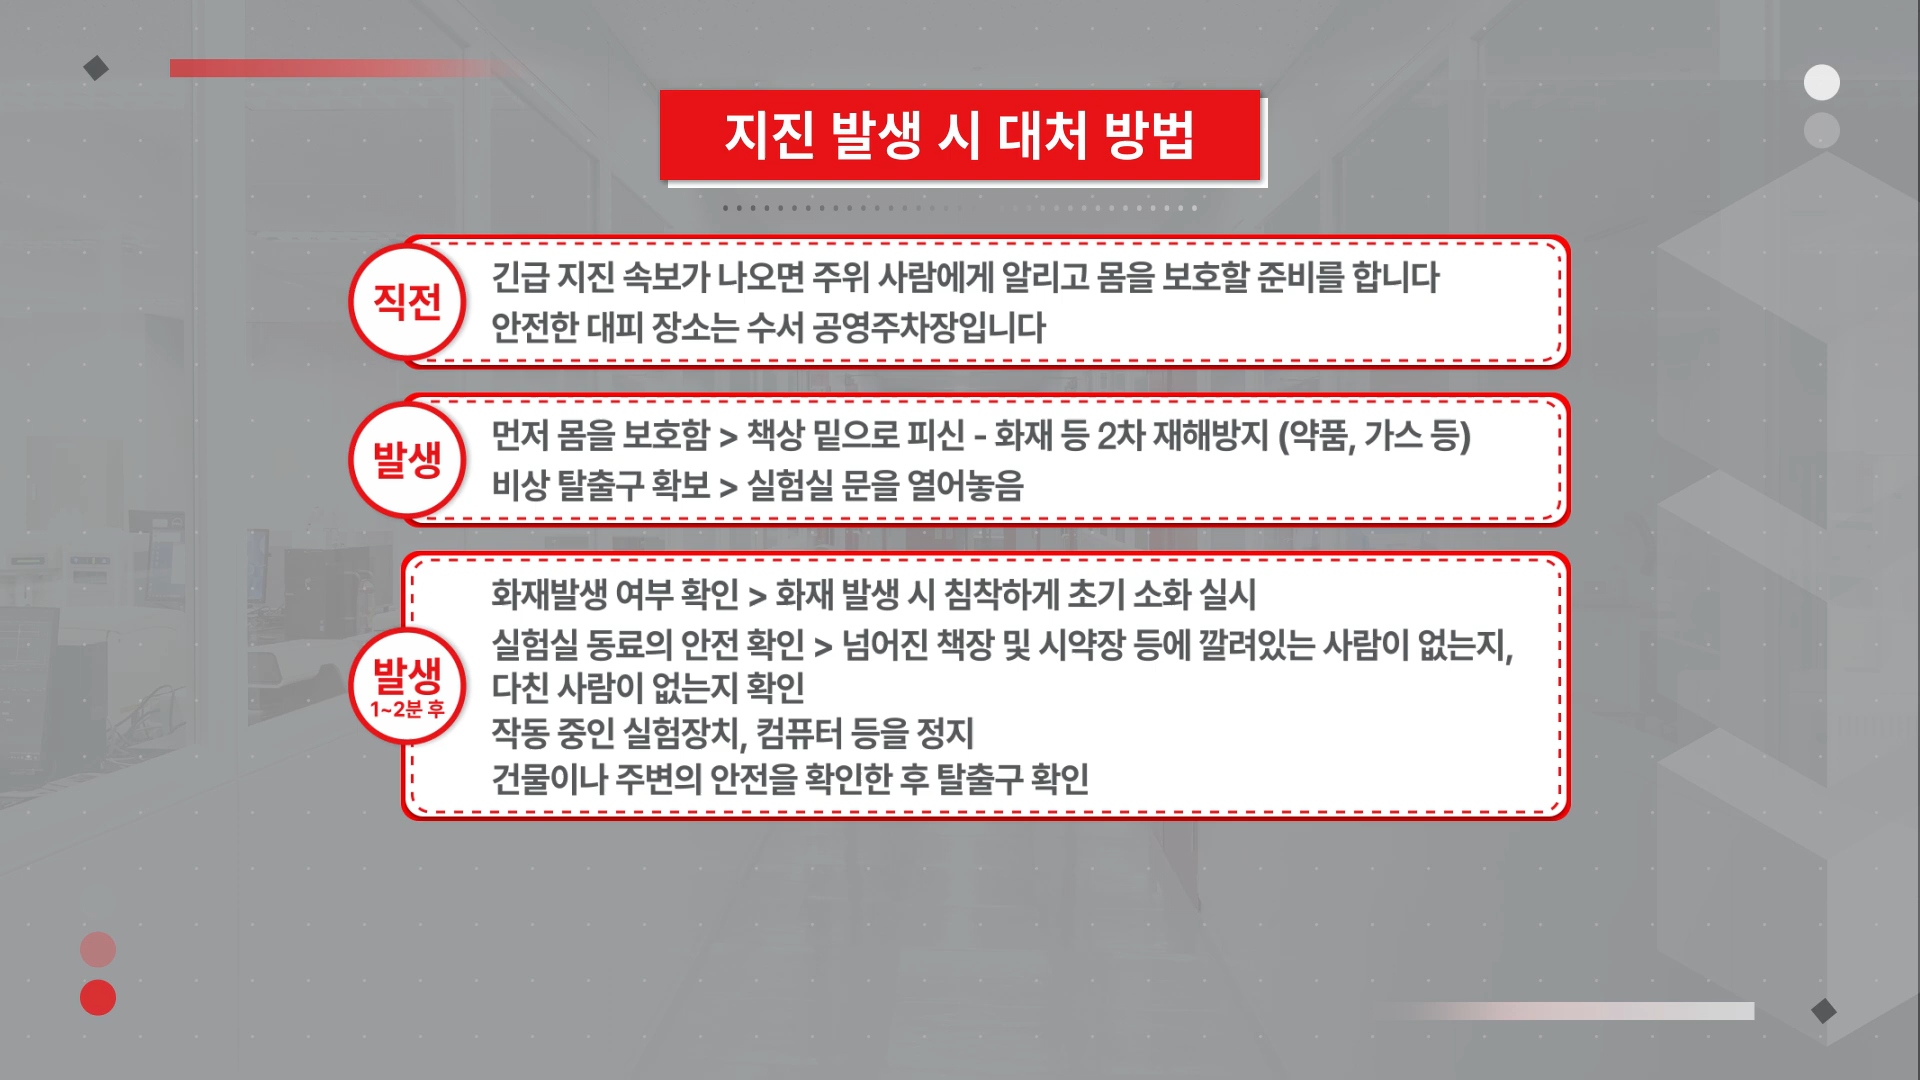 지진 발생 시 대처 방법
직전
긴급 지진 속보가 나오면 주위 사람에게 알리고 몸을 보호할 준비를 합니다
안전한 대피 장소는 수서 공영주차장입니다
발생
먼저 몸을 보호함 > 책상 밑으로 피신 - 화재 등 2차 재해방지 (약품, 가스 등)
비상 탈출구 확보 > 실험실 문을 열어놓음
발생
1~2분 후
화재발생 여부 확인 > 화재 발생 시 침착하게 초기 소화 실시
실험실 동료의 안전 확인 > 넘어진 책장 및 시약장 등에 깔려있는 사람이 없는지,
다친 사람이 없는지 확인
작동 중인 실험장치, 컴퓨터 등을 정지
건물이나 주변의 안전을 확인한 후 탈출구 확인